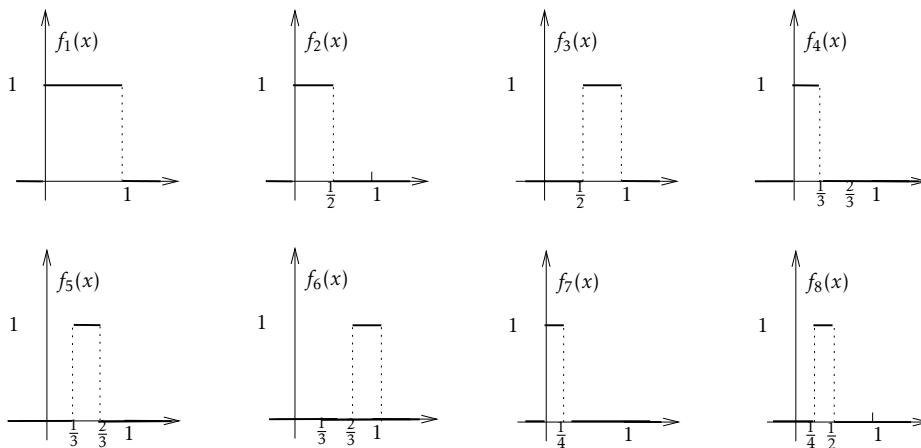 f₁(x) f₂(x) f₃(x) f₄(x)
1 1 1 1
1 1/2 1 1/2 1 1/3 2/3 1
f₅(x) f₆(x) f₇(x) f₈(x)
1 1 1 1
1/3 2/3 1 1/3 2/3 1 1/4 1/4 1/2 1